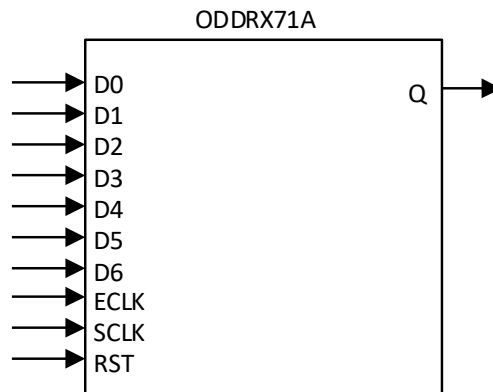 ODDRX71A
D0
Q
D1
D2
D3
D4
D5
D6
ECLK
SCLK
RST